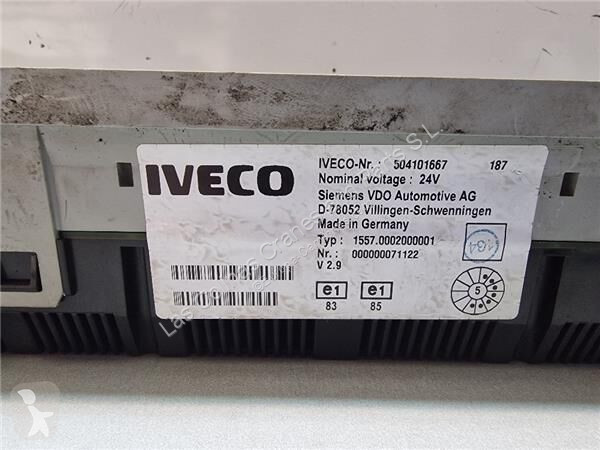 IVECO
IVECO-Nr.: 504101667 187
Nominal voltage : 24V
Siemens VDO Automotive AG
D-78052 Villingen-Schwenningen
Made in Germany
Typ : 1557.0002000001
Nr. : 000000071122
V 2.9
e1 e1
83 85
5